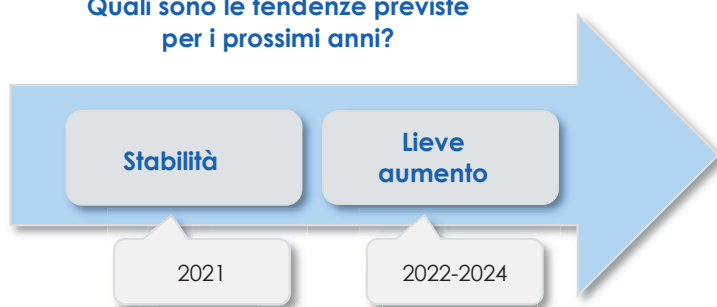 Quali sono le tendenze previste
per i prossimi anni?
Stabilità
Lieve
aumento
2021
2022-2024